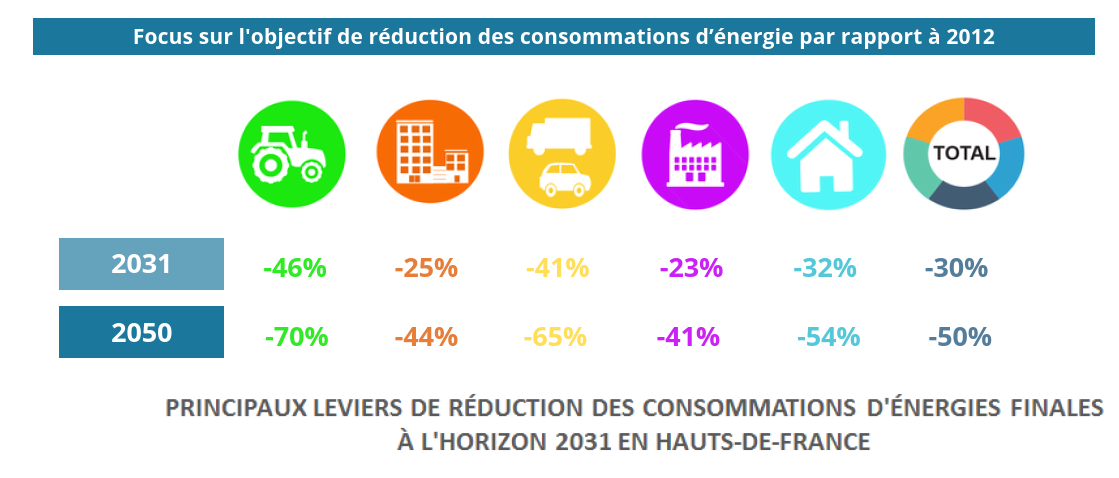 Focus sur l'objectif de réduction des consommations d’énergie par rapport à 2012
TOTAL
2031 -46% -25% -41% -23% -32% -30%
2050 -70% -44% -65% -41% -54% -50%
PRINCIPAUX LEVIERS DE RÉDUCTION DES CONSOMMATIONS D'ÉNERGIES FINALES
À L'HORIZON 2031 EN HAUTS-DE-FRANCE